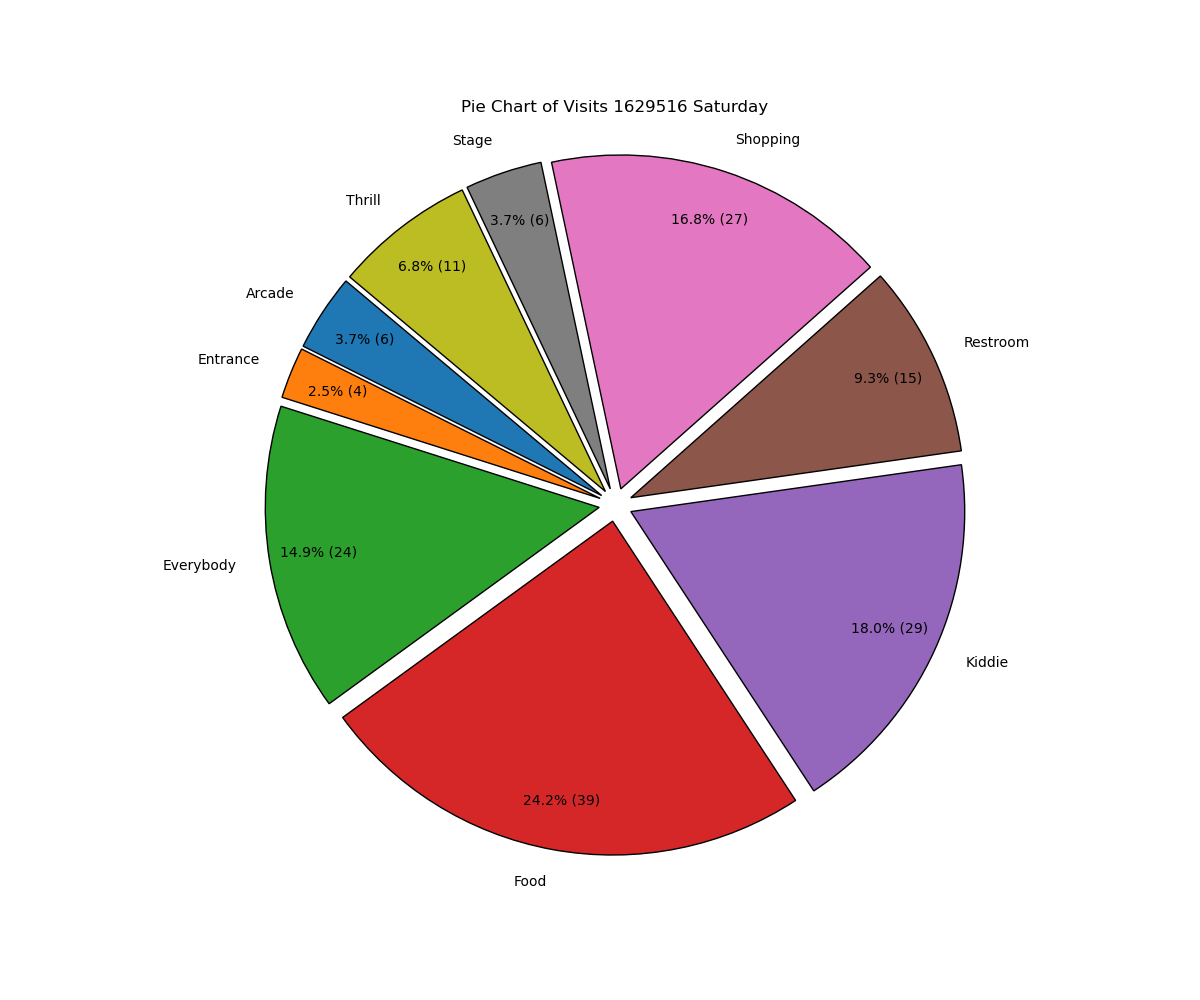 Pie Chart of Visits 1629516 Saturday
Stage
Shopping
Thrill
3.7% (6)
16.8% (27)
6.8% (11)
Arcade
3.7% (6)
Restroom
Entrance
9.3% (15)
2.5% (4)
14.9% (24)
Everybody
18.0% (29)
Kiddie
24.2% (39)
Food